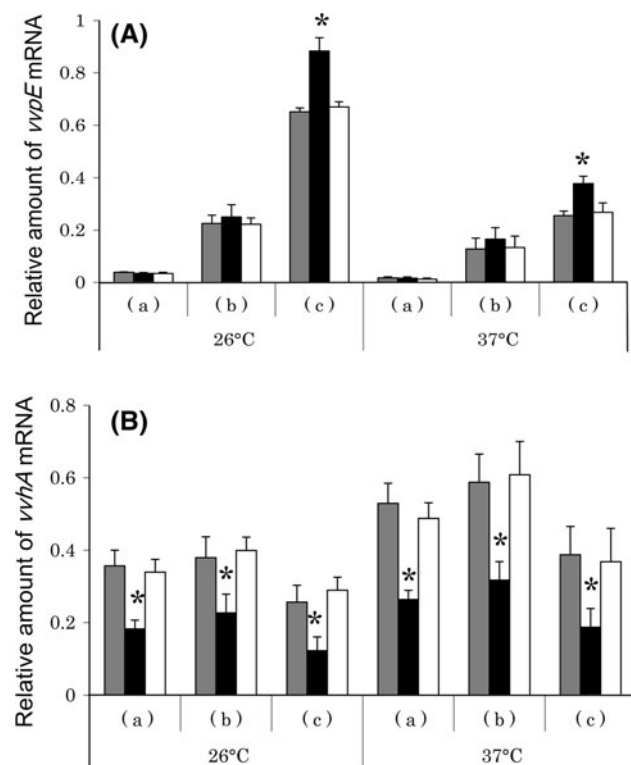 (A)
Relative amount of vvpE mRNA
1
0.8
0.6
0.4
0.2
0
*
*
(a) (b) (c) (a) (b) (c)
26°C 37°C
(B)
Relative amount of vvhA mRNA
0.8
0.6
0.4
0.2
0
* * * * * *
(a) (b) (c) (a) (b) (c)
26°C 37°C